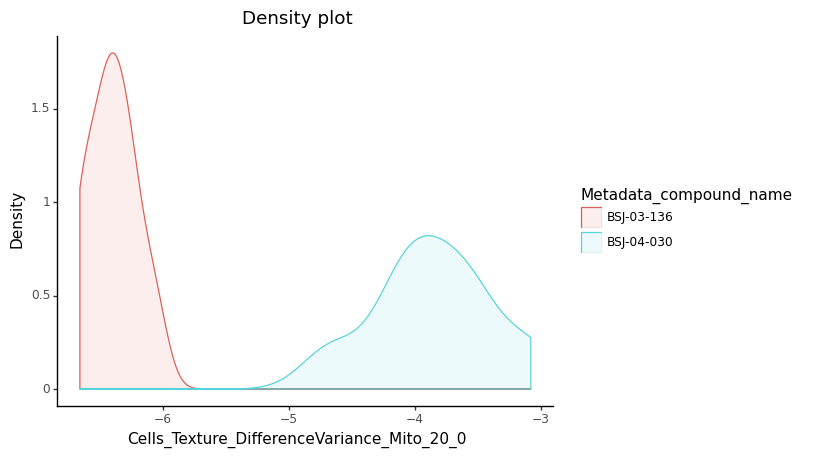 Density plot
Density
1.5
1
0.5
0
−6
−5
−4
−3
Cells_Texture_DifferenceVariance_Mito_20_0
Metadata_compound_name
BSJ-03-136
BSJ-04-030